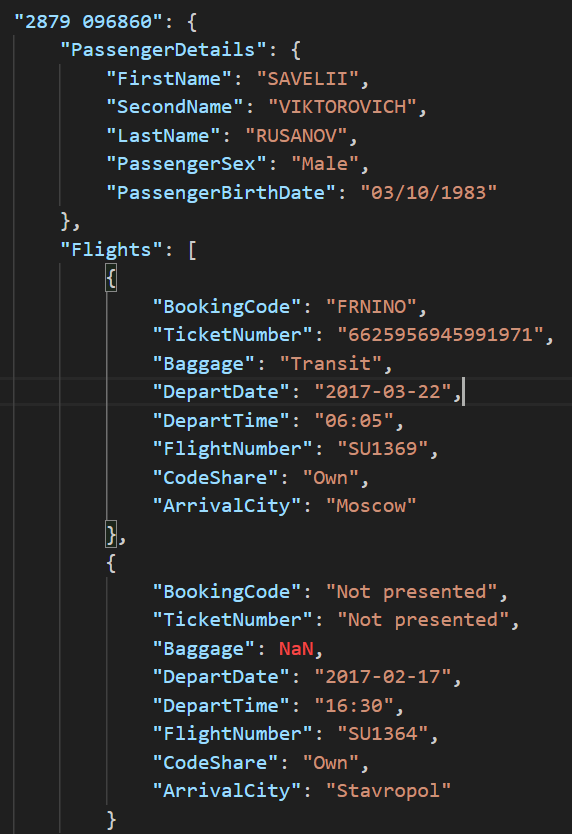 "2879 096860": {
"PassengerDetails": {
"FirstName": "SAVELII",
"SecondName": "VIKTOROVICH",
"LastName": "RUSANOV",
"PassengerSex": "Male",
"PassengerBirthDate": "03/10/1983"
},
"Flights": [
{
"BookingCode": "FRNINO",
"TicketNumber": "6625956945991971",
"Baggage": "Transit",
"DepartDate": "2017-03-22",
"DepartTime": "06:05",
"FlightNumber": "SU1369",
"CodeShare": "Own",
"ArrivalCity": "Moscow"
},
{
"BookingCode": "Not presented",
"TicketNumber": "Not presented",
"Baggage": NaN,
"DepartDate": "2017-02-17",
"DepartTime": "16:30",
"FlightNumber": "SU1364",
"CodeShare": "Own",
"ArrivalCity": "Stavropol"
}